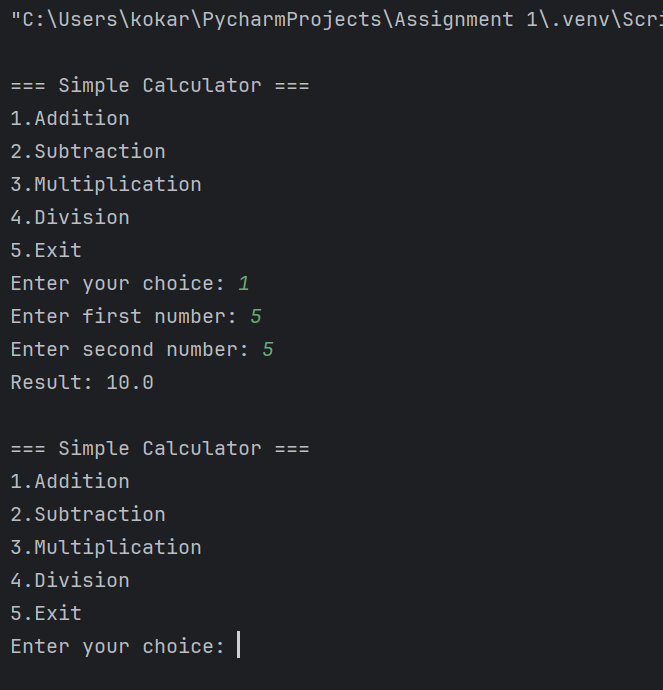 "C:\Users\kokar\PycharmProjects\Assignment 1\.venv\Scri
=== Simple Calculator ===
1.Addition
2.Subtraction
3.Multiplication
4.Division
5.Exit
Enter your choice: 1
Enter first number: 5
Enter second number: 5
Result: 10.0
=== Simple Calculator ===
1.Addition
2.Subtraction
3.Multiplication
4.Division
5.Exit
Enter your choice: